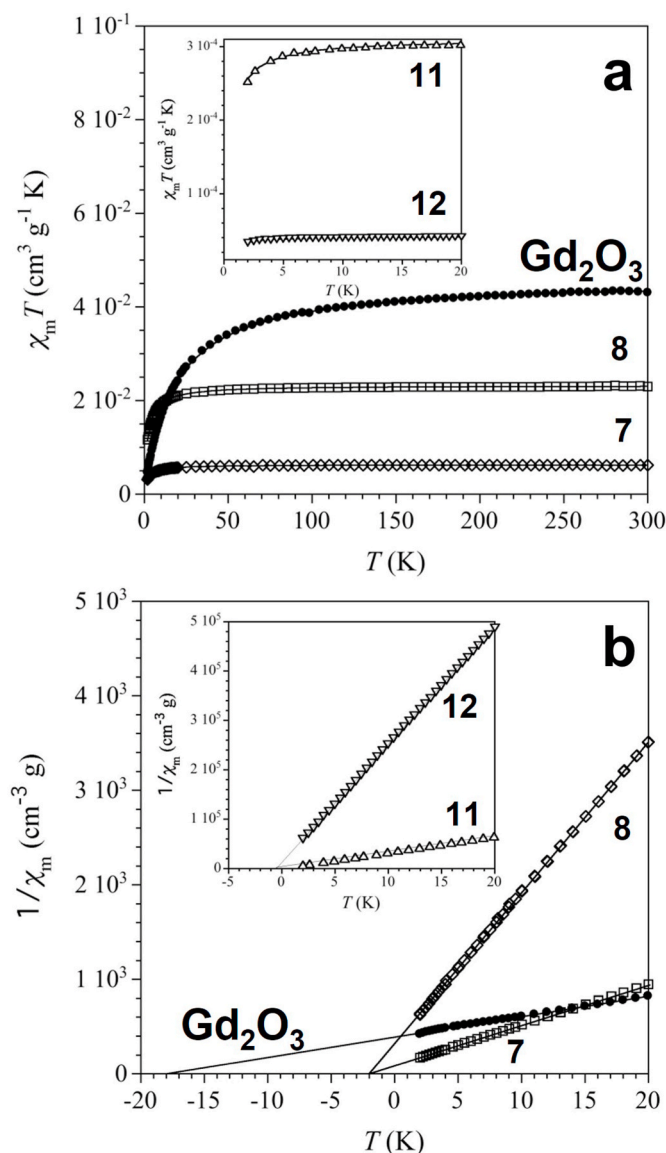 a
χₘT (cm³ g⁻¹ K)
1 10⁻¹
8 10⁻²
6 10⁻²
4 10⁻²
2 10⁻²
0
0 50 100 150 200 250 300
T (K)
Gd₂O₃
8
7
χₘT (cm³ g⁻¹ K)
3 10⁻⁴
2 10⁻⁴
1 10⁻⁴
11
12
0 5 10 15 20
T (K)
b
1/χₘ (cm⁻³ g)
5 10³
4 10³
3 10³
2 10³
1 10³
0
-20 -15 -10 -5 0 5 10 15 20
T (K)
Gd₂O₃
8
7
1/χₘ (cm⁻³ g)
5 10⁵
4 10⁵
3 10⁵
2 10⁵
1 10⁵
0
12
11
-5 0 5 10 15 20
T (K)